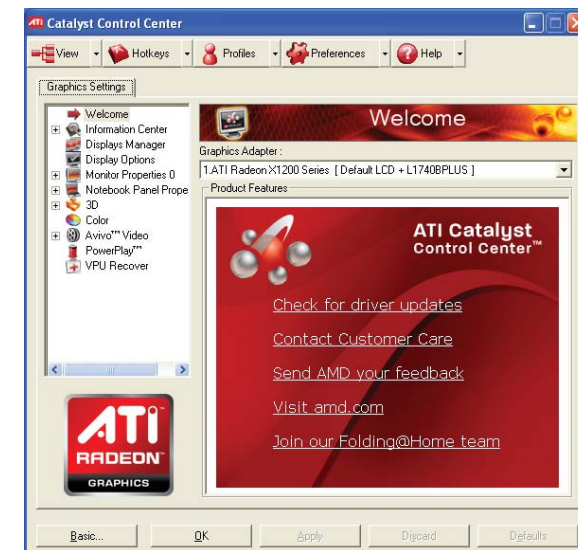 ATI Catalyst Control Center
View Hotkeys Profiles Preferences Help
Graphics Settings
Welcome
Information Center
Displays Manager
Display Options
Monitor Properties 0
Notebook Panel Prope
3D
Color
Avivo™ Video
PowerPlay™
VPU Recover
ATI
RADEON
GRAPHICS
Welcome
Graphics Adapter :
1.ATI Radeon X1200 Series [ Default LCD + L1740BPLUS ]
Product Features
ATI Catalyst
Control Center™
Check for driver updates
Contact Customer Care
Send AMD your feedback
Visit amd.com
Join our Folding@Home team
Basic... OK Apply Discard Defaults